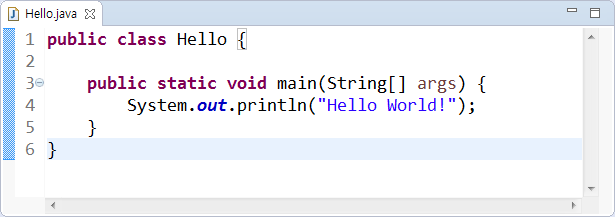 Hello.java
1 public class Hello {
2
3 public static void main(String[] args) {
4 System.out.println("Hello World!");
5 }
6 }